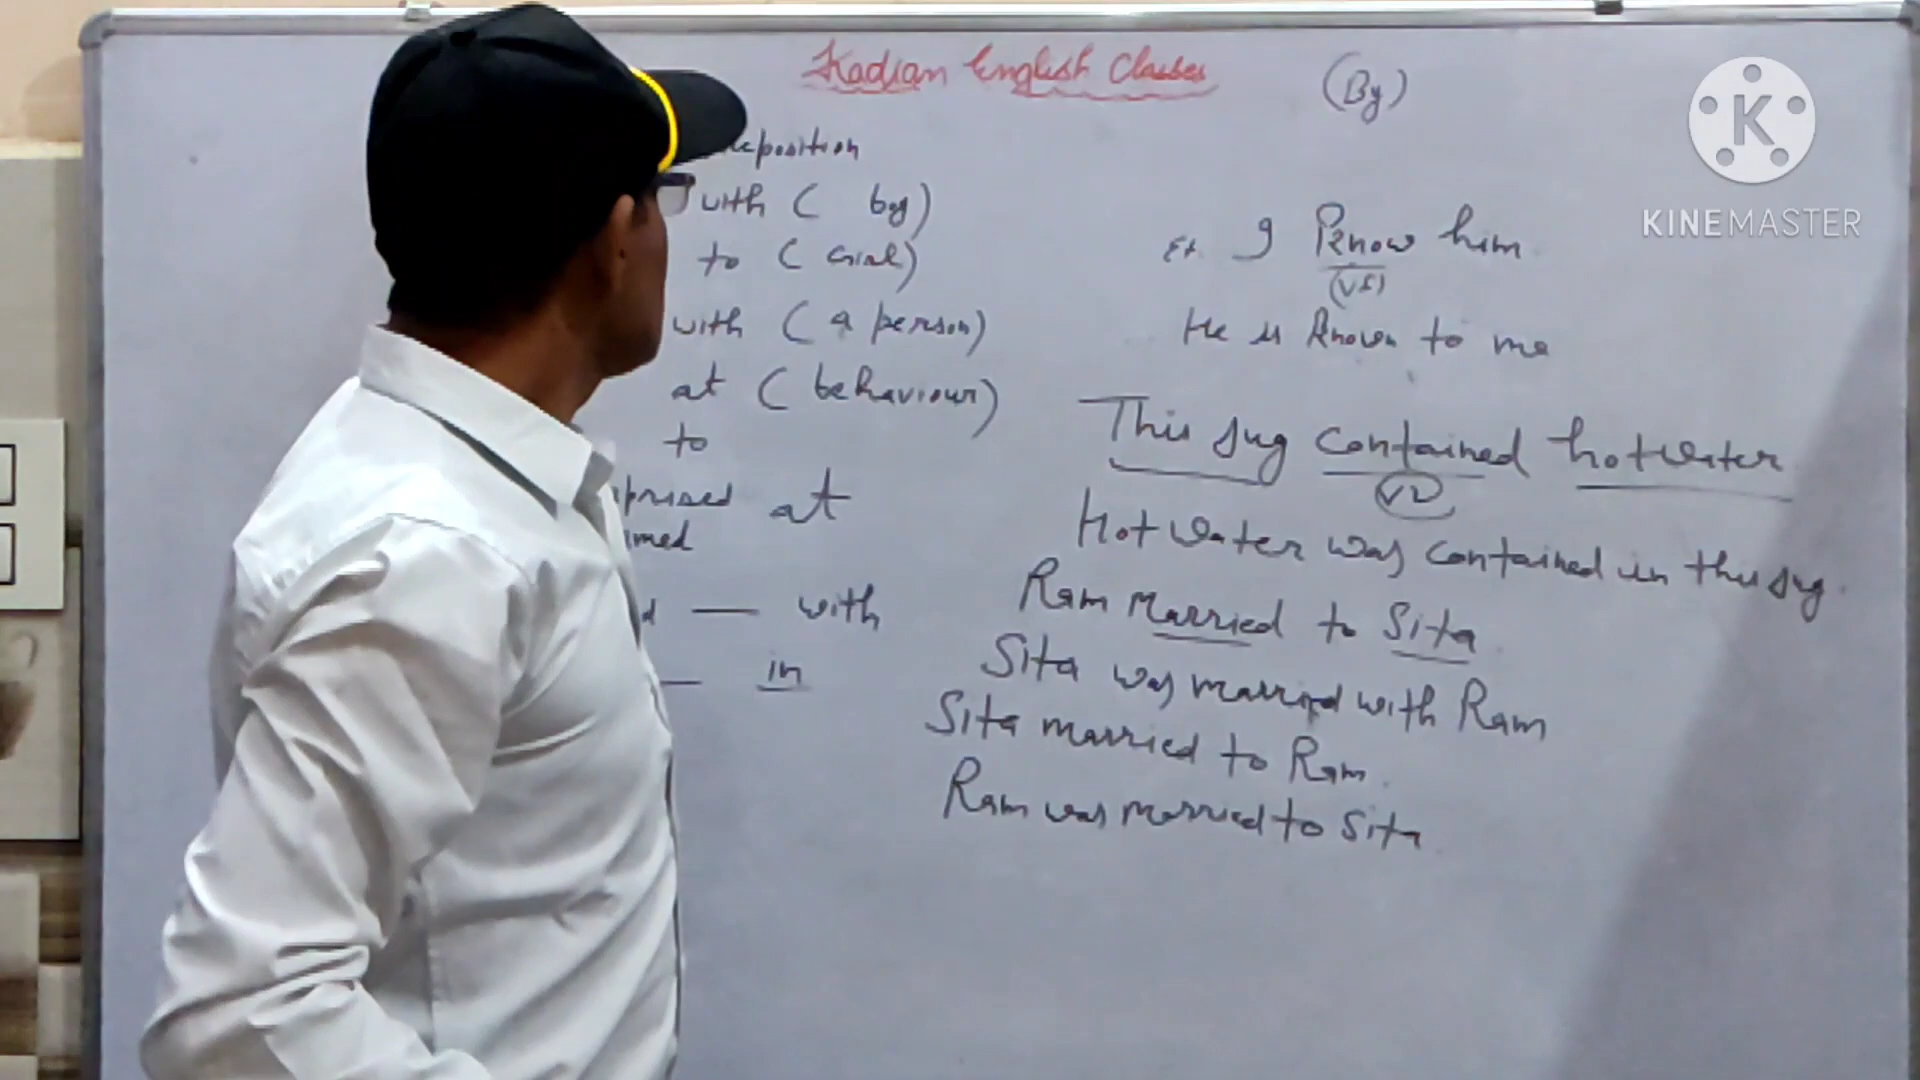 Kadian English Classes (By)
with ( boy)
to ( Girl)
with ( a person)
at ( behaviour)
to
at
with
in
Ex. I know him
(V1)
He is known to me
This Jug contained hot water
(V2)
Hot water was contained in this Jug.
Ram married to Sita
Sita was married with Ram
Sita married to Ram.
Ram was married to Sita
K
KINEMASTER